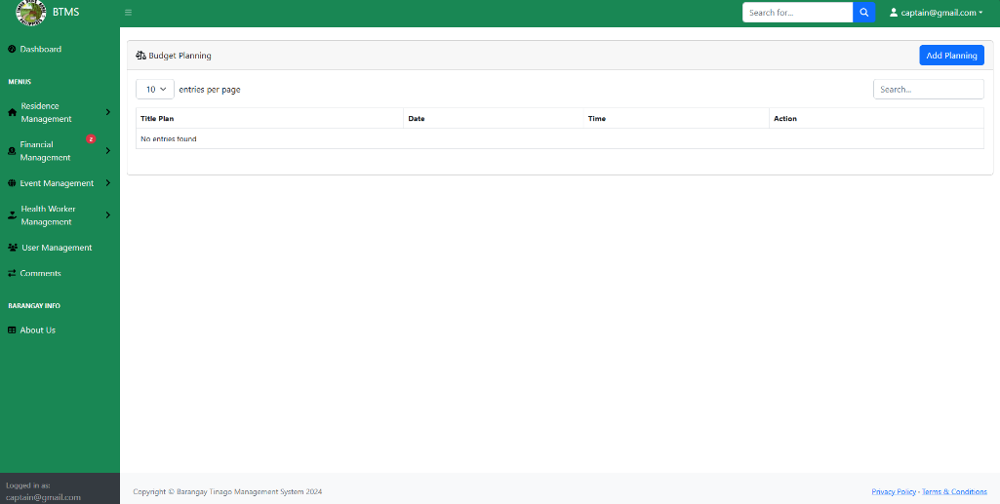 BTMS
Search for...
captain@gmail.com
Dashboard
MENUS
Residence
Management
Financial
Management
2
Event Management
Health Worker
Management
User Management
Comments
BARANGAY INFO
About Us
Logged in as:
captain@gmail.com
Budget Planning
Add Planning
10 entries per page
Search...
Title Plan Date Time Action
No entries found
Copyright © Barangay Tinago Management System 2024
Privacy Policy · Terms & Conditions